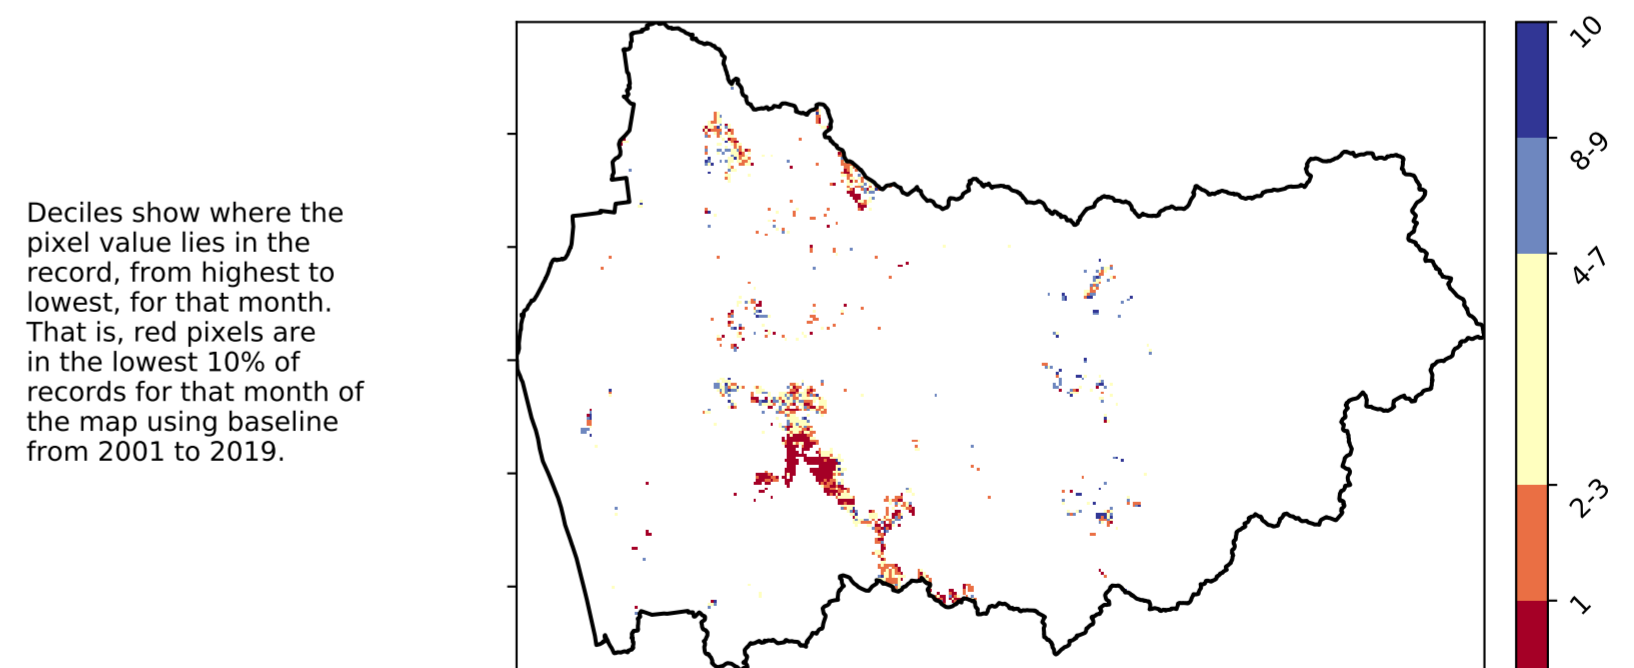 Deciles show where the
pixel value lies in the
record, from highest to
lowest, for that month.
That is, red pixels are
in the lowest 10% of
records for that month of
the map using baseline
from 2001 to 2019.
10
8-9
4-7
2-3
1